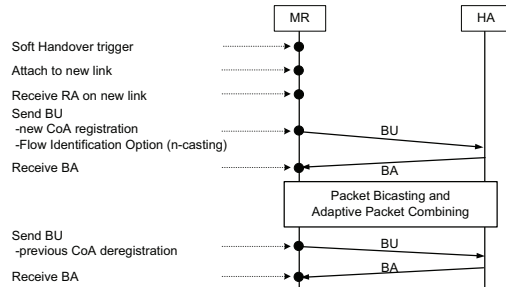 MR
HA
Soft Handover trigger
Attach to new link
Receive RA on new link
Send BU
-new CoA registration
-Flow Identification Option (n-casting)
BU
Receive BA
BA
Packet Bicasting and
Adaptive Packet Combining
Send BU
-previous CoA deregistration
BU
Receive BA
BA